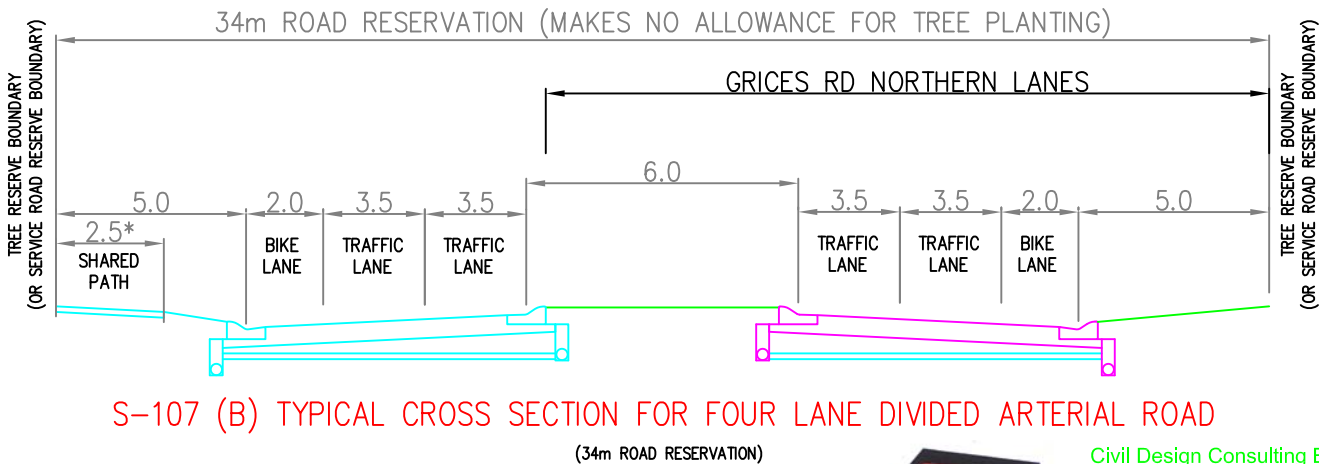 34m ROAD RESERVATION (MAKES NO ALLOWANCE FOR TREE PLANTING)
TREE RESERVE BOUNDARY
(OR SERVICE ROAD RESERVE BOUNDARY)
GRICES RD NORTHERN LANES
TREE RESERVE BOUNDARY
(OR SERVICE ROAD RESERVE BOUNDARY)
6.0
5.0
2.0
3.5
3.5
3.5
3.5
2.0
5.0
2.5*
SHARED
PATH
BIKE
LANE
TRAFFIC
LANE
TRAFFIC
LANE
TRAFFIC
LANE
TRAFFIC
LANE
BIKE
LANE
S-107 (B) TYPICAL CROSS SECTION FOR FOUR LANE DIVIDED ARTERIAL ROAD
(34m ROAD RESERVATION)
Civil Design Consulting E